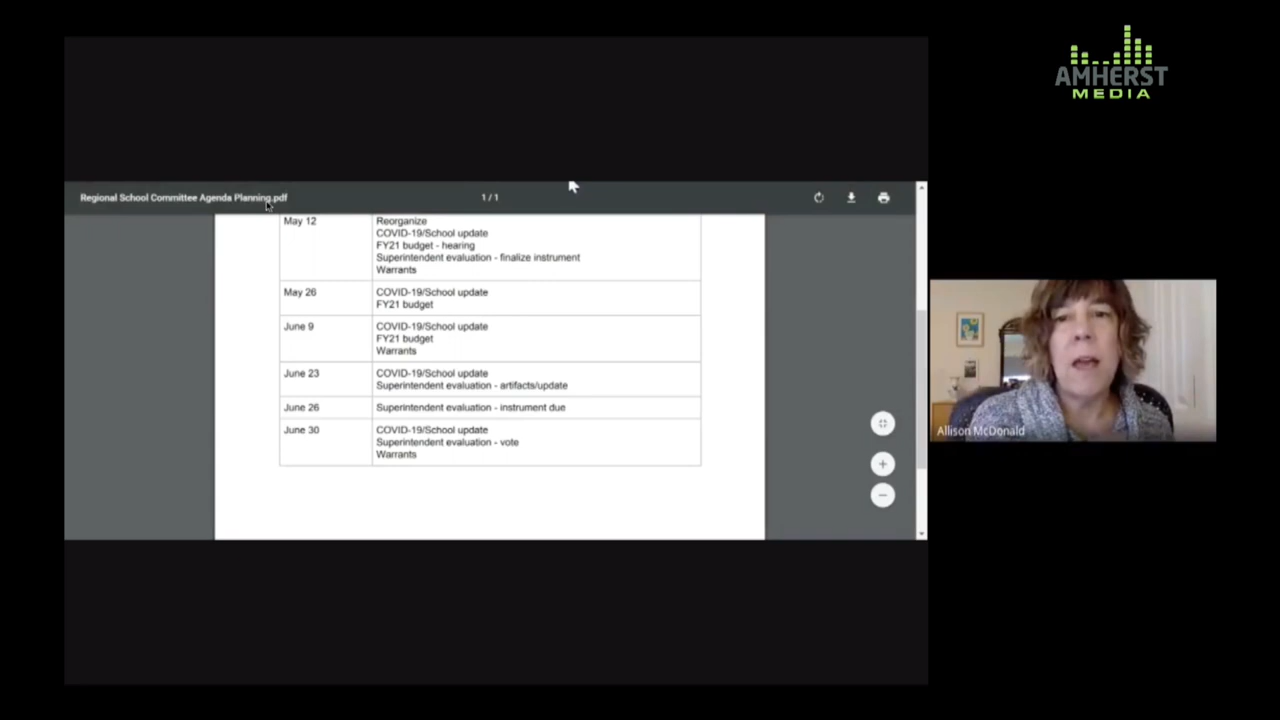 AMHERST
MEDIA
Regional School Committee Agenda Planning.pdf
1 / 1
May 12
Reorganize
COVID-19/School update
FY21 budget - hearing
Superintendent evaluation - finalize instrument
Warrants
May 26
COVID-19/School update
FY21 budget
June 9
COVID-19/School update
FY21 budget
Warrants
June 23
COVID-19/School update
Superintendent evaluation - artifacts/update
June 26
Superintendent evaluation - instrument due
June 30
COVID-19/School update
Superintendent evaluation - vote
Warrants
Allison McDonald